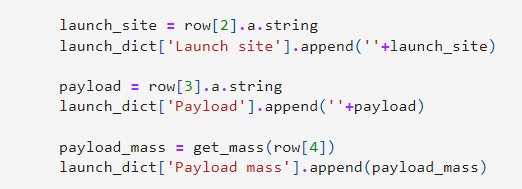 launch_site = row[2].a.string
launch_dict['Launch site'].append(''+launch_site)
payload = row[3].a.string
launch_dict['Payload'].append(''+payload)
payload_mass = get_mass(row[4])
launch_dict['Payload mass'].append(payload_mass)